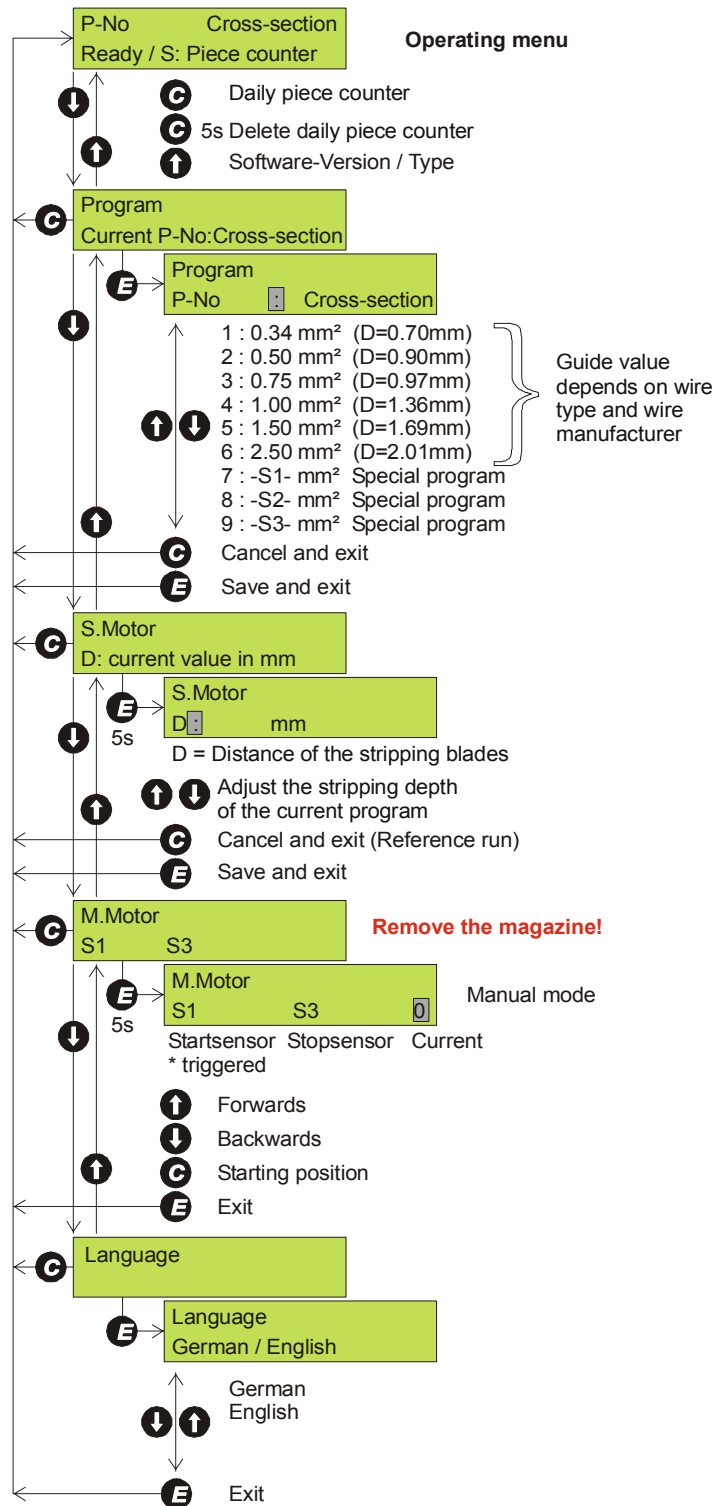 P-No Cross-section
Ready / S: Piece counter
Operating menu
C Daily piece counter
C 5s Delete daily piece counter
Software-Version / Type
C
Program
Current P-No:Cross-section
E
Program
P-No : Cross-section
1 : 0.34 mm² (D=0.70mm)
2 : 0.50 mm² (D=0.90mm)
3 : 0.75 mm² (D=0.97mm)
4 : 1.00 mm² (D=1.36mm)
5 : 1.50 mm² (D=1.69mm)
6 : 2.50 mm² (D=2.01mm)
7 : -S1- mm² Special program
8 : -S2- mm² Special program
9 : -S3- mm² Special program
Guide value
depends on wire
type and wire
manufacturer
C Cancel and exit
E Save and exit
C
S.Motor
D: current value in mm
E
5s
S.Motor
D: mm
D = Distance of the stripping blades
Adjust the stripping depth
of the current program
C Cancel and exit (Reference run)
E Save and exit
C
M.Motor
S1 S3
Remove the magazine!
E
5s
M.Motor
S1 S3 0
Manual mode
Startsensor Stopsensor Current
* triggered
Forwards
Backwards
C Starting position
E Exit
C
Language
E
Language
German / English
German
English
E Exit